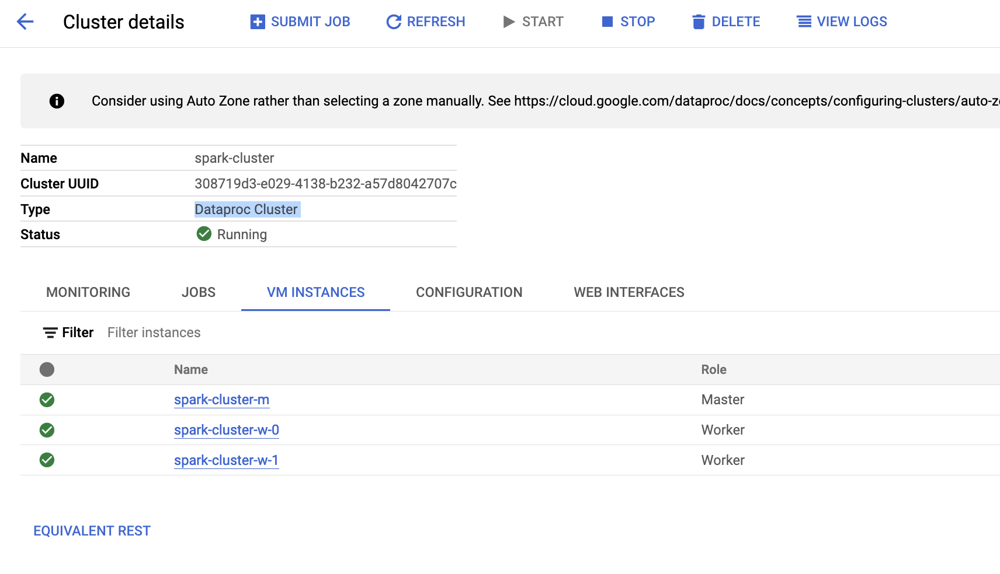 Cluster details SUBMIT JOB REFRESH START STOP DELETE VIEW LOGS
Consider using Auto Zone rather than selecting a zone manually. See https://cloud.google.com/dataproc/docs/concepts/configuring-clusters/auto-z
Name spark-cluster
Cluster UUID 308719d3-e029-4138-b232-a57d8042707c
Type Dataproc Cluster
Status Running
MONITORING JOBS VM INSTANCES CONFIGURATION WEB INTERFACES
Filter Filter instances
Name Role
spark-cluster-m Master
spark-cluster-w-0 Worker
spark-cluster-w-1 Worker
EQUIVALENT REST